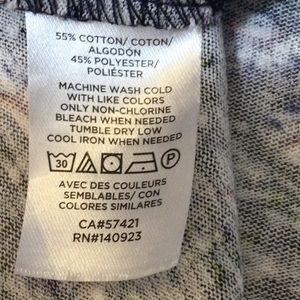 55% COTTON/ COTON/
ALGODÓN
45% POLYESTER/
POLIÉSTER
MACHINE WASH COLD
WITH LIKE COLORS
ONLY NON-CHLORINE
BLEACH WHEN NEEDED
TUMBLE DRY LOW
COOL IRON WHEN NEEDED
30 P
AVEC DES COULEURS
SEMBLABLES/ CON
COLORES SIMILARES
CA#57421
RN#140923